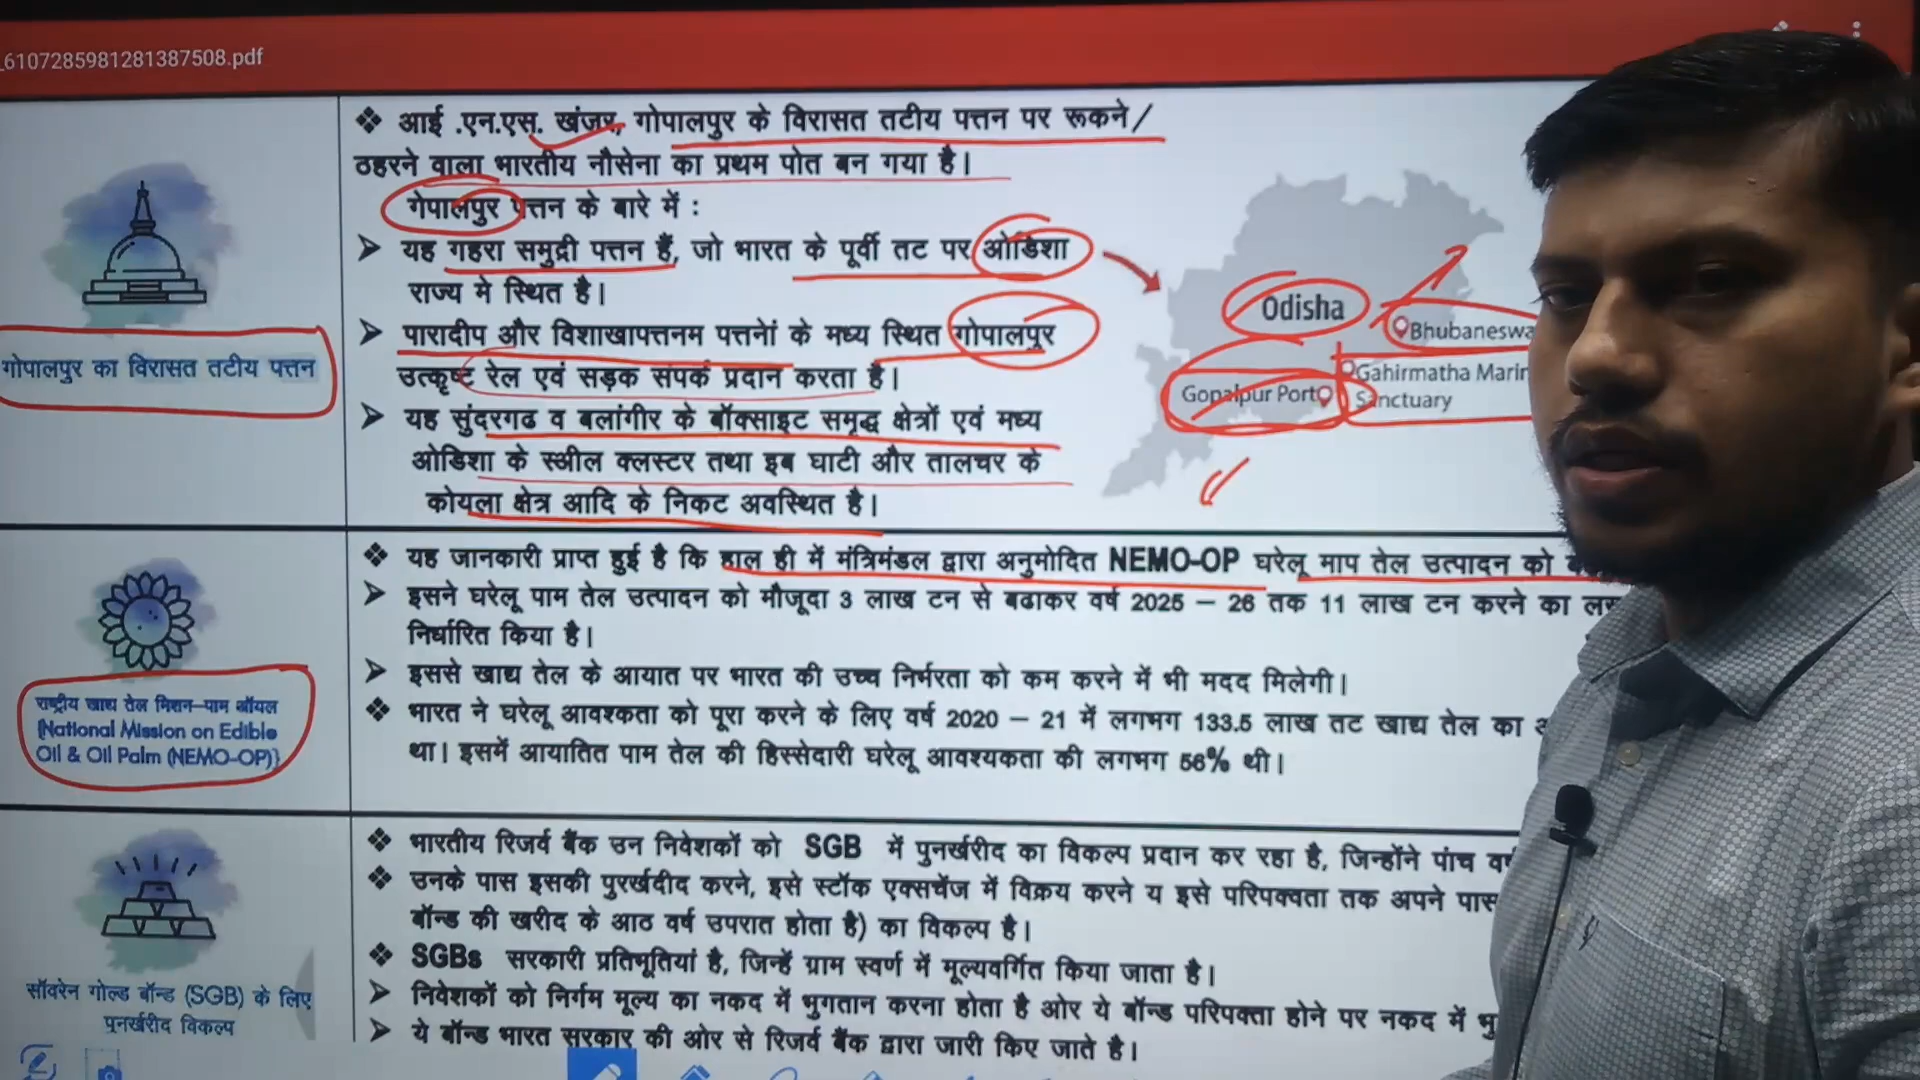 _6107285981281387508.pdf
❖ आई .एन.एस. खंजर, गोपालपुर के विरासत तटीय पत्तन पर रूकने/
ठहरने वाला भारतीय नौसेना का प्रथम पोत बन गया है।
गेपालपुर पत्तन के बारे में :
➤ यह गहरा समुद्री पत्तन हैं, जो भारत के पूर्वी तट पर ओडिशा
राज्य मे स्थित है।
➤ पारादीप और विशाखापत्तनम पत्तनेां के मध्य स्थित गोपालपुर
उत्कृष्ट रेल एवं सड़क संपर्क प्रदान करता है।
➤ यह सुंदरगढ व बलांगीर के बॉक्साइट समृद्ध क्षेत्रों एवं मध्य
ओडिशा के स्अील क्लस्टर तथा इब घाटी और तालचर के
कोयला क्षेत्र आदि के निकट अवस्थित है।
गोपालपुर का विरासत तटीय पत्तन
Odisha
Bhubaneswa
Gahirmatha Marin
Gopalpur Port
Sanctuary
❖ यह जानकारी प्राप्त हुई है कि हाल ही में मंत्रिमंडल द्वारा अनुमोदित NEMO-OP घरेलू माप तेल उत्पादन को
➤ इसने घरेलू पाम तेल उत्पादन को मौजूदा 3 लाख टन से बढाकर वर्ष 2025 – 26 तक 11 लाख टन करने का
निर्धारित किया है।
➤ इससे खाद्य तेल के आयात पर भारत की उच्च निर्भरता को कम करने में भी मदद मिलेगी।
❖ भारत ने घरेलू आवश्कता को पूरा करने के लिए वर्ष 2020 – 21 में लगभग 133.5 लाख तट खाद्य तेल का
था। इसमें आयातित पाम तेल की हिस्सेदारी घरेलू आवश्यकता की लगभग 56% थी।
राष्ट्रीय खाद्य तेल मिशन–पाम ऑयल
(National Mission on Edible
Oil & Oil Palm (NEMO-OP))
❖ भारतीय रिजर्व बैंक उन निवेशकों को SGB में पुनर्खरीद का विकल्प प्रदान कर रहा है, जिन्होंने पांच
❖ उनके पास इसकी पुरर्खदीद करने, इसे स्टॉक एक्सचेंज में विक्रय करने य इसे परिपक्वता तक अपने पास
बॉन्ड की खरीद के आठ वर्ष उपरात होता है) का विकल्प है।
❖ SGBs सरकारी प्रतिभूतियां है, जिन्हें ग्राम स्वर्ण में मूल्यवर्गित किया जाता है।
➤ निवेशकों को निर्गम मूल्य का नकद में भुगतान करना होता है ओर ये बॉन्ड परिपक्ता होने पर नकद में
➤ ये बॉन्ड भारत सरकार की ओर से रिजर्व बैंक द्वारा जारी किए जाते है।
सॉवरेन गोल्ड बॉन्ड (SGB) के लिए
पुनर्खरीद विकल्प